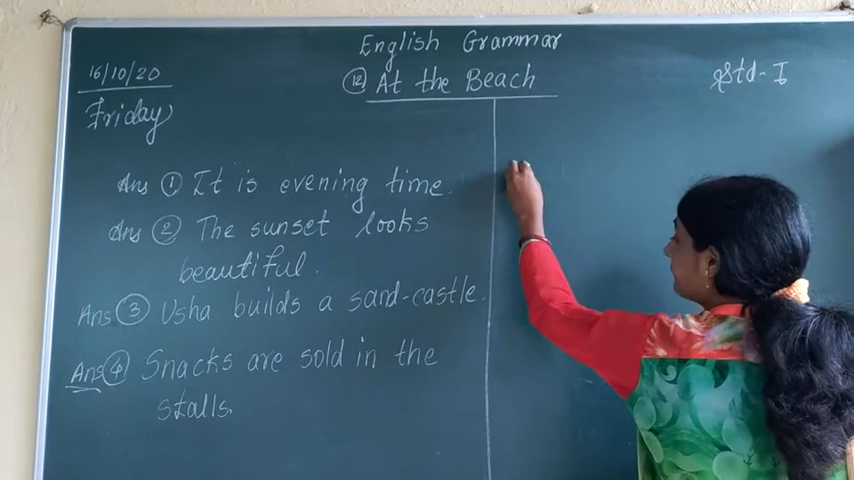 English Grammar
16/10/20
⑫ At the Beach
Std-I
Friday
Ans ① It is evening time.
Ans ② The sunset looks
beautiful.
Ans ③ Usha builds a sand-castle.
Ans ④ Snacks are sold in the
stalls.